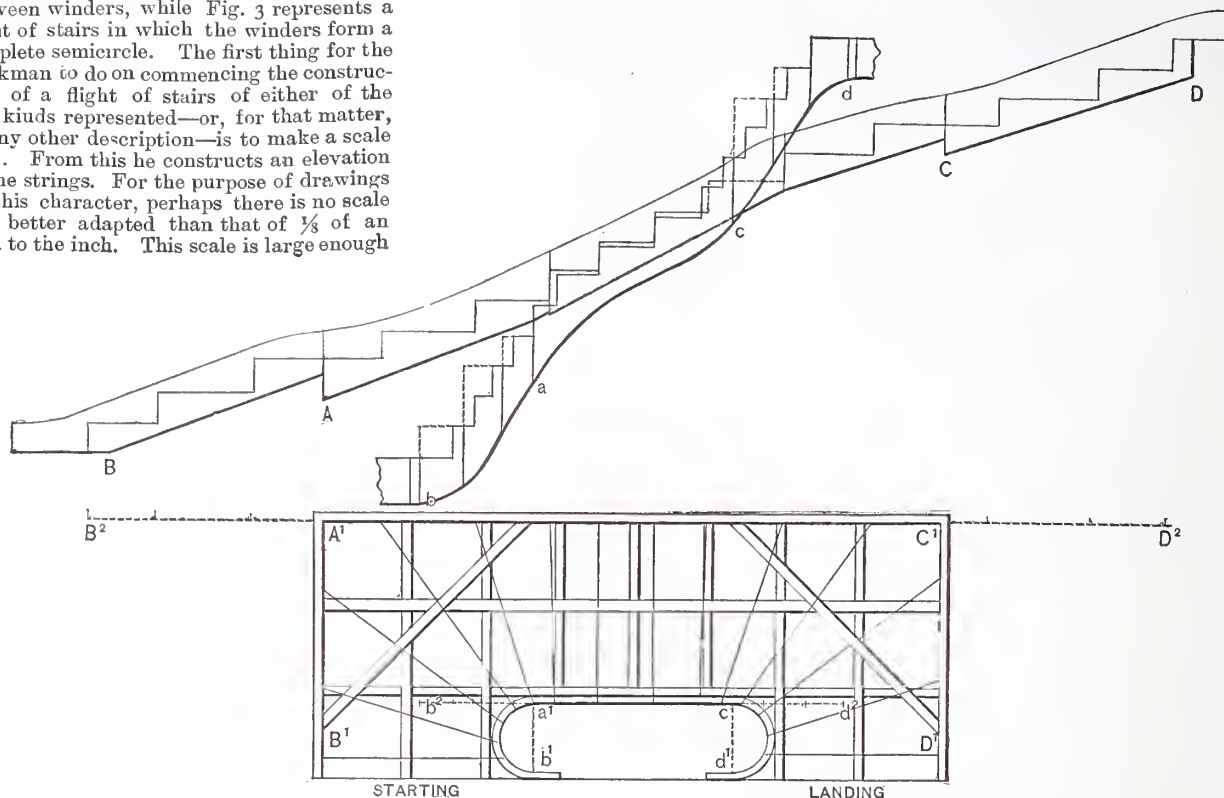 ween winders, while Fig. 3 represents a
nt of stairs in which the winders form a
plete semicircle. The first thing for the
kman to do on commencing the construc-
of a flight of stairs of either of the
kiuds represented—or, for that matter,
ny other description—is to make a scale
. From this he constructs an elevation
ne strings. For the purpose of drawings
his character, perhaps there is no scale
better adapted than that of ⅛ of an
to the inch. This scale is large enough
d
D
C
c
a
A
B
b
B²
A¹
C¹
D²
b²
a¹
c¹
d²
B¹
b¹
d¹
D¹
STARTING
LANDING